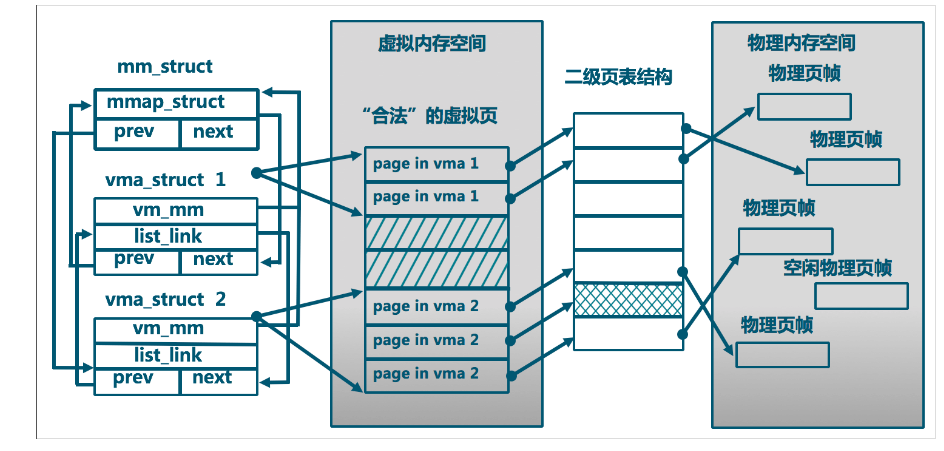 mm_struct
mmap_struct
prev next
vma_struct 1
vm_mm
list_link
prev next
vma_struct 2
vm_mm
list_link
prev next
虚拟内存空间
“合法”的虚拟页
page in vma 1
page in vma 1
page in vma 2
page in vma 2
page in vma 2
二级页表结构
物理内存空间
物理页帧
物理页帧
物理页帧
空闲物理页帧
物理页帧